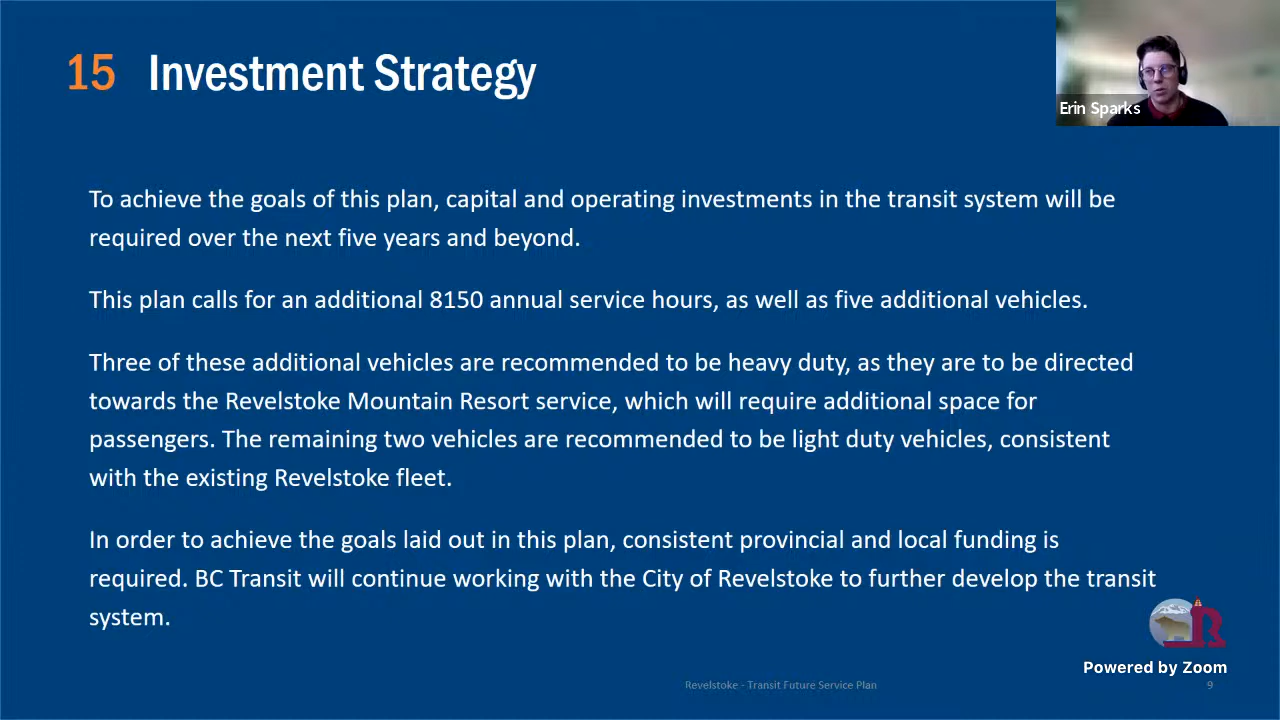 15 Investment Strategy
Erin Sparks
To achieve the goals of this plan, capital and operating investments in the transit system will be
required over the next five years and beyond.
This plan calls for an additional 8150 annual service hours, as well as five additional vehicles.
Three of these additional vehicles are recommended to be heavy duty, as they are to be directed
towards the Revelstoke Mountain Resort service, which will require additional space for
passengers. The remaining two vehicles are recommended to be light duty vehicles, consistent
with the existing Revelstoke fleet.
In order to achieve the goals laid out in this plan, consistent provincial and local funding is
required. BC Transit will continue working with the City of Revelstoke to further develop the transit
system.
R
Powered by Zoom
Revelstoke - Transit Future Service Plan
9